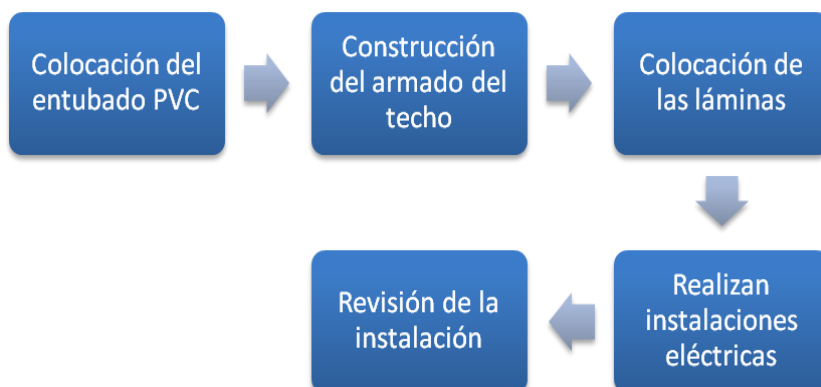 Colocación del
entubado PVC
Construcción
del armado del
techo
Colocación de
las láminas
Realizan
instalaciones
eléctricas
Revisión de la
instalación